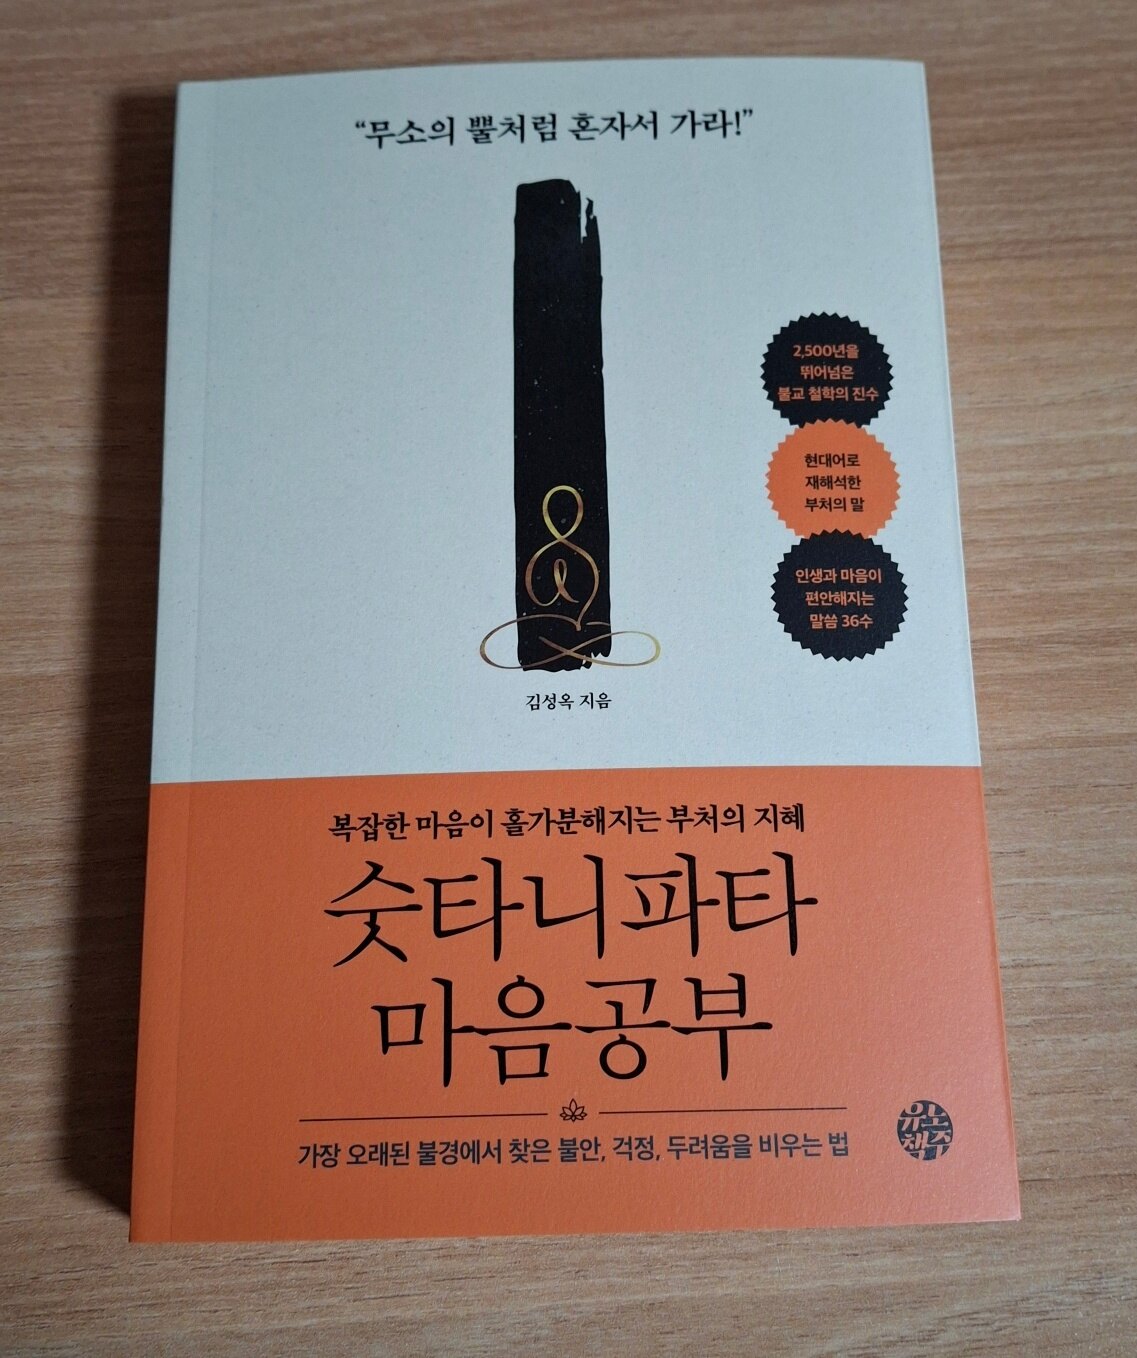 “무소의 뿔처럼 혼자서 가라!”
2,500년을
뛰어넘은
불교 철학의 진수
현대어로
재해석한
부처의 말
인생과 마음이
편안해지는
말씀 36수
김성옥 지음
복잡한 마음이 홀가분해지는 부처의 지혜
숫타니파타
마음공부
가장 오래된 불경에서 찾은 불안, 걱정, 두려움을 비우는 법
유노
책주